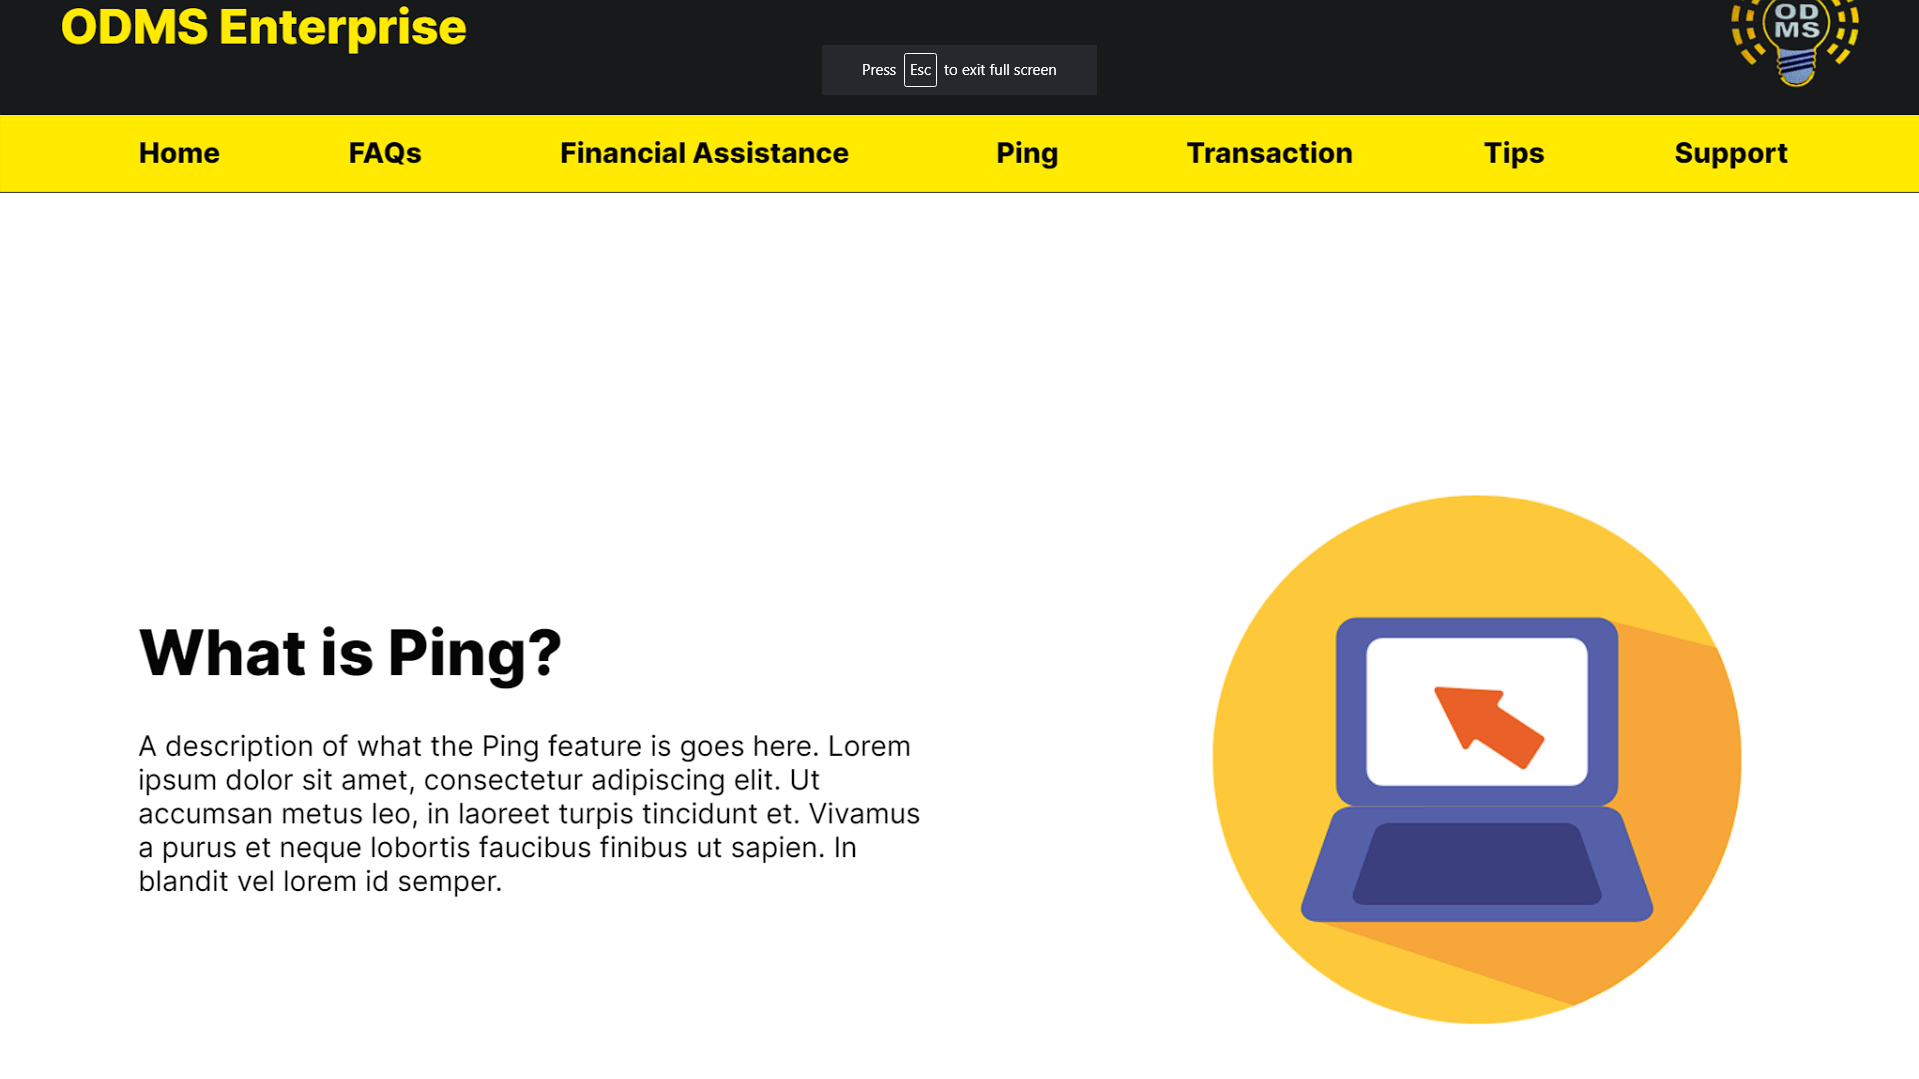 ODMS Enterprise
OD
MS
Press Esc to exit full screen
Home FAQs Financial Assistance Ping Transaction Tips Support
What is Ping?
A description of what the Ping feature is goes here. Lorem
ipsum dolor sit amet, consectetur adipiscing elit. Ut
accumsan metus leo, in laoreet turpis tincidunt et. Vivamus
a purus et neque lobortis faucibus finibus ut sapien. In
blandit vel lorem id semper.